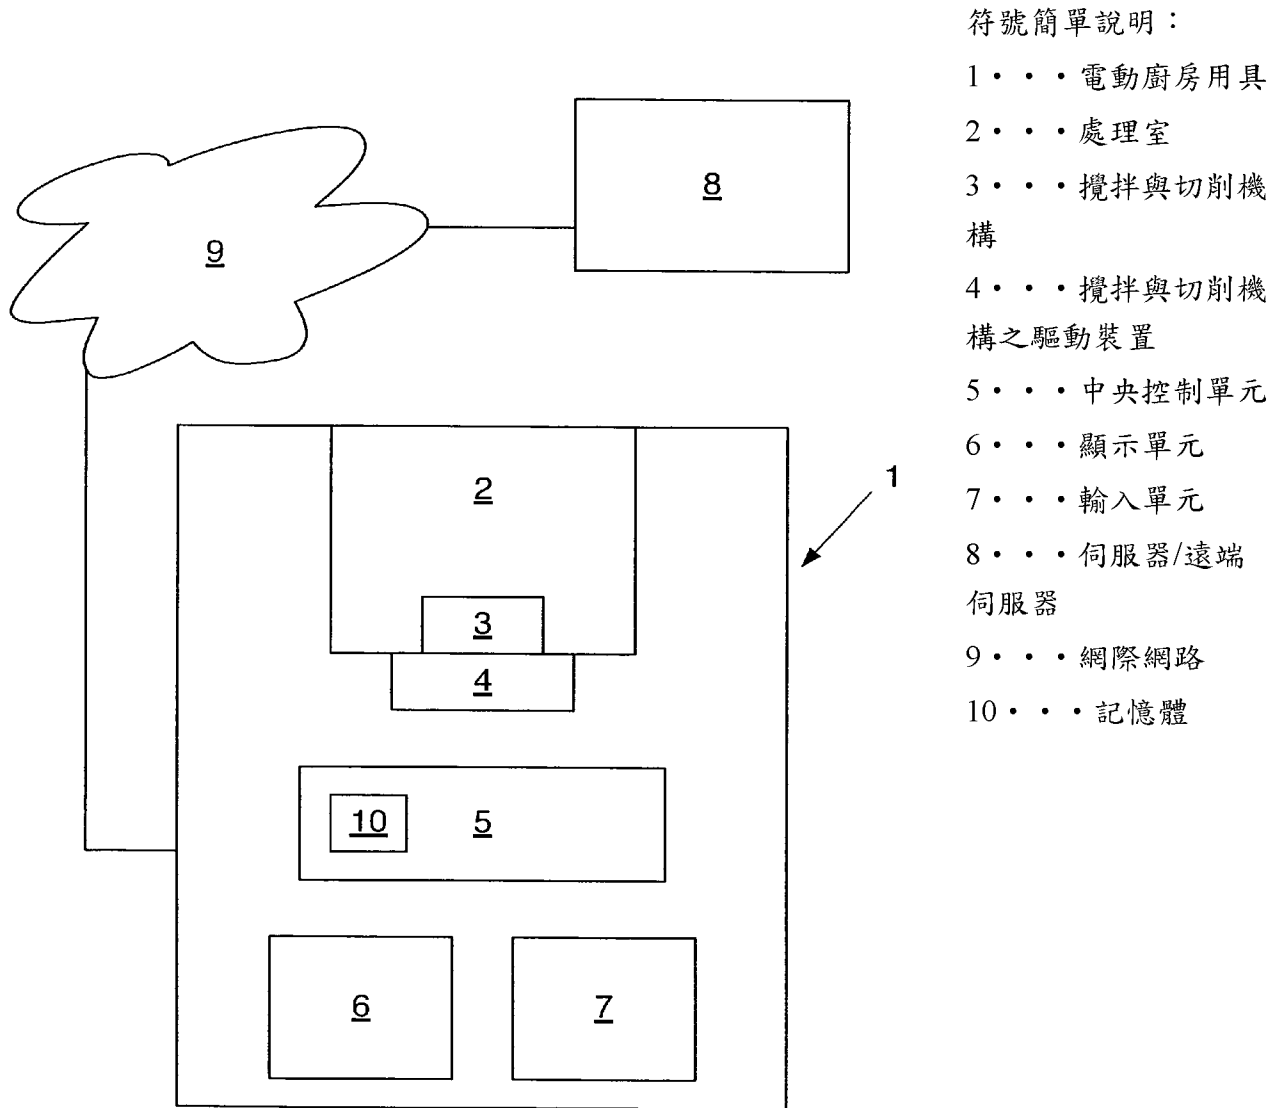 符號簡單說明：
1・・・電動廚房用具
2・・・處理室
3・・・攪拌與切削機
構
4・・・攪拌與切削機
構之驅動裝置
5・・・中央控制單元
6・・・顯示單元
7・・・輸入單元
8・・・伺服器/遠端
伺服器
9・・・網際網路
10・・・記憶體
8
9
2
1
3
4
10 5
6 7